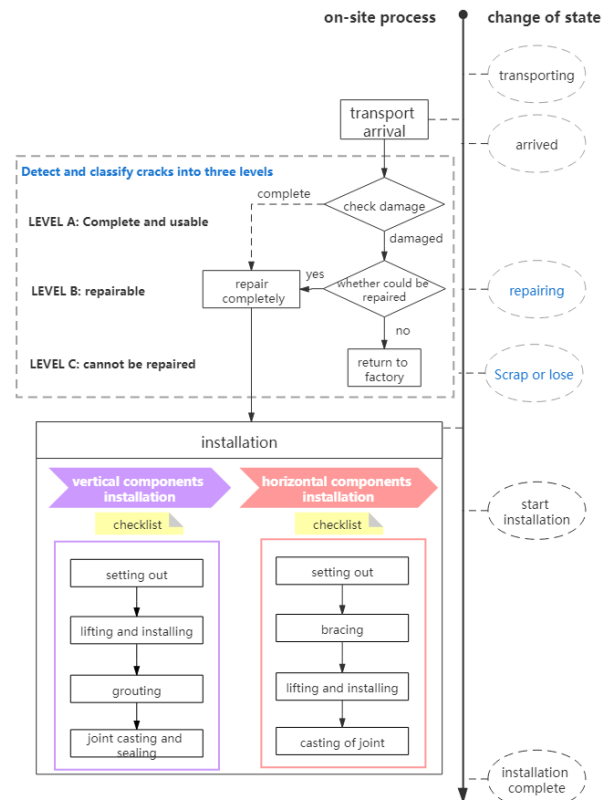 on-site process
change of state
transporting
transport
arrival
arrived
Detect and classify cracks into three levels
complete
check damage
LEVEL A: Complete and usable
damaged
repair
completely
yes
whether could be
repaired
LEVEL B: repairable
repairing
no
LEVEL C: cannot be repaired
return to
factory
Scrap or lose
installation
vertical components
installation
horizontal components
installation
checklist
checklist
start
installation
setting out
lifting and installing
grouting
joint casting and
sealing
setting out
bracing
lifting and installing
casting of joint
installation
complete